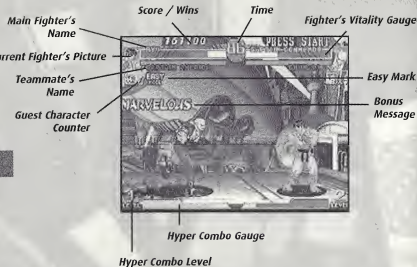 Score / Wins
Time
Main Fighter's
Name
Fighter's Vitality Gauge
urrent Fighter's Picture
Teammate's
Name
Easy Mark
Guest Character
Counter
Bonus
Message
161700
PRESS START
EASY
MARVELOUS
Hyper Combo Gauge
Hyper Combo Level